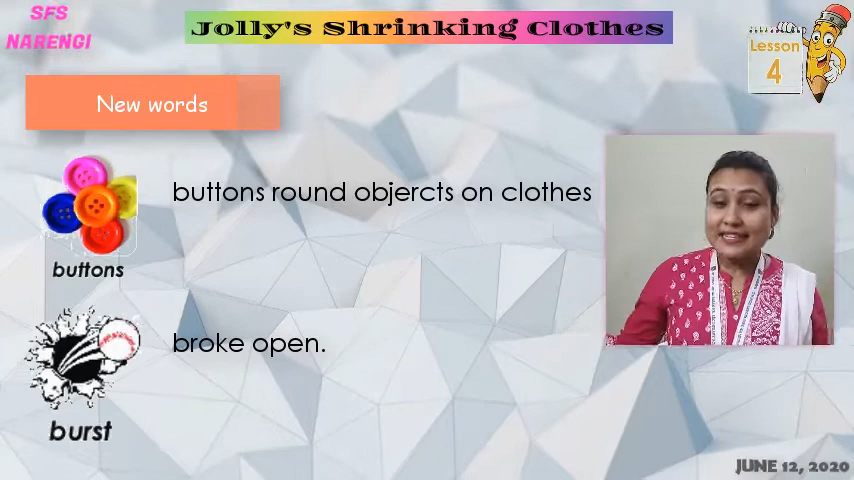 SFS
NARENGI
Jolly's Shrinking Clothes
Lesson
4
New words
buttons round objercts on clothes
buttons
broke open.
burst
JUNE 12, 2020